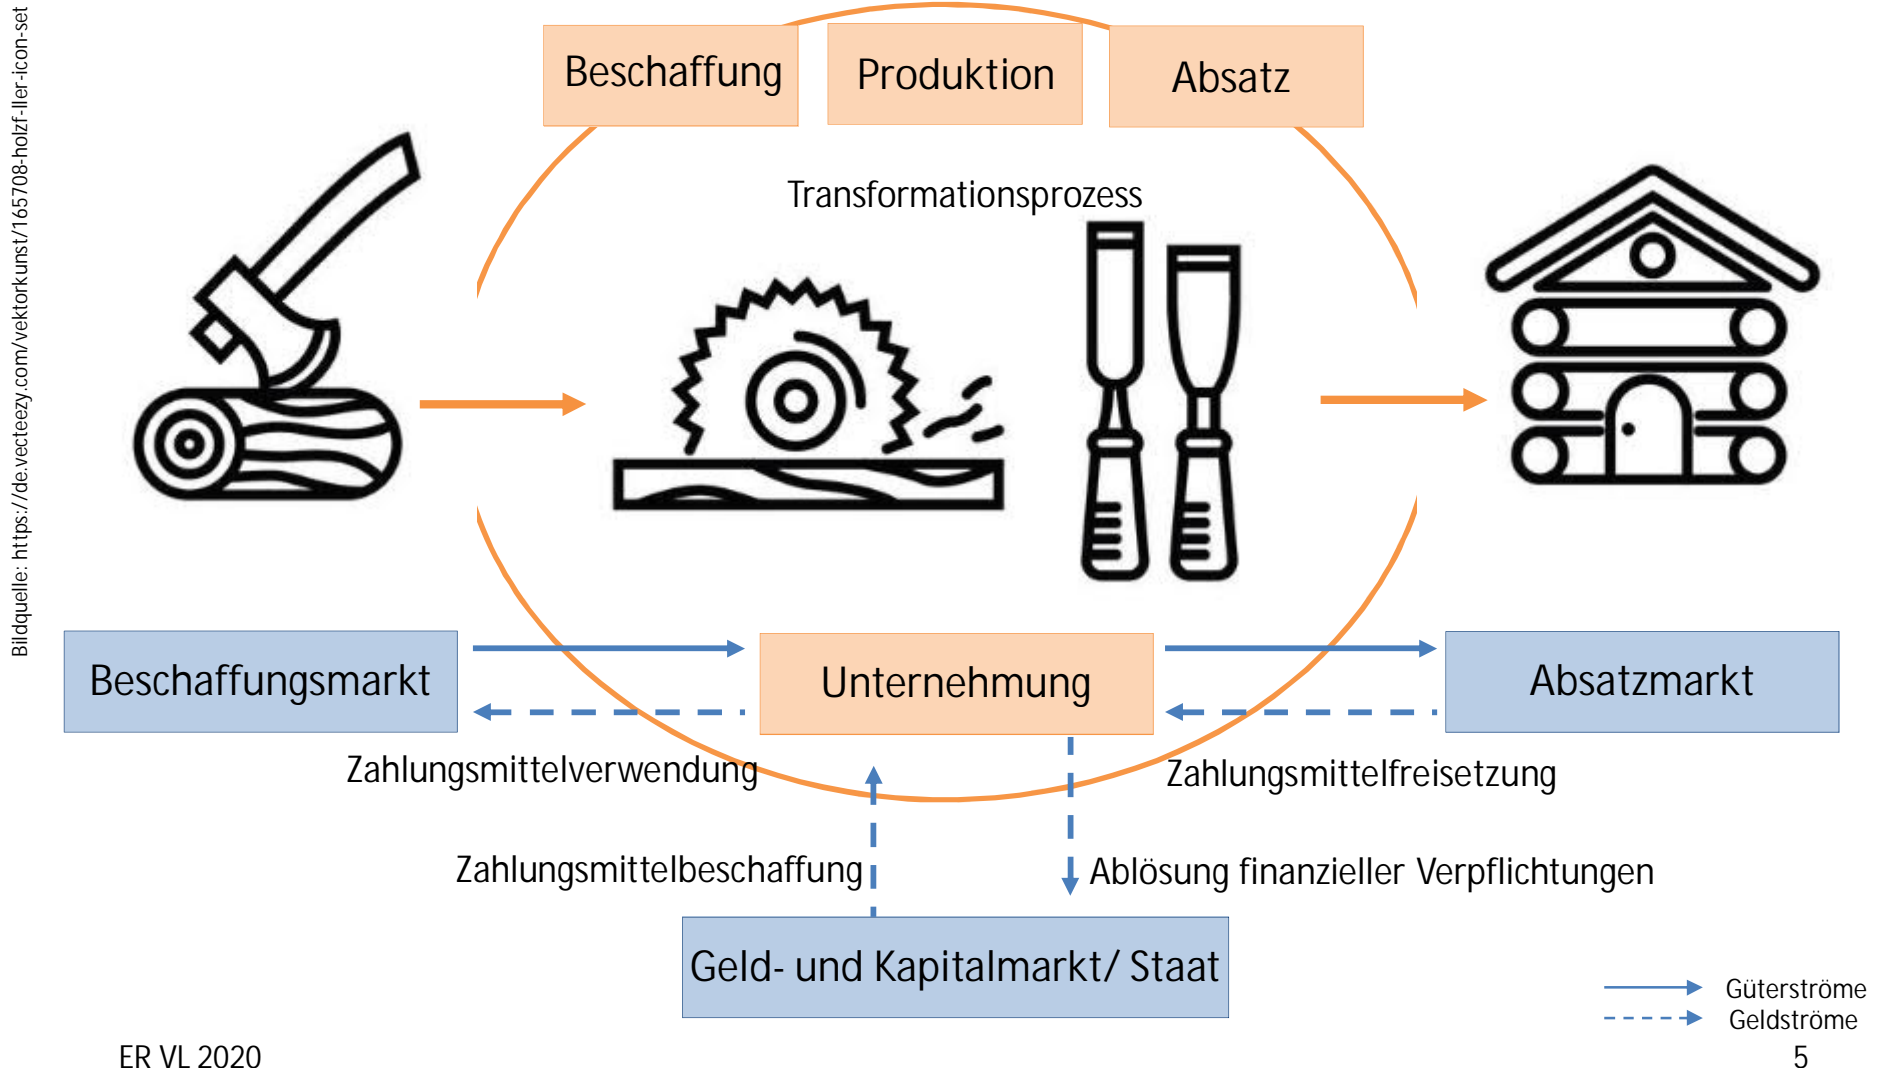 Bildquelle: https://de.vecteezy.com/vektorkunst/165708-holzf-ller-icon-set
Beschaffung
Produktion
Absatz
Transformationsprozess
Beschaffungsmarkt
Unternehmung
Absatzmarkt
Zahlungsmittelverwendung
Zahlungsmittelfreisetzung
Zahlungsmittelbeschaffung
Ablösung finanzieller Verpflichtungen
Geld- und Kapitalmarkt/ Staat
Güterströme
Geldströme
ER VL 2020
5